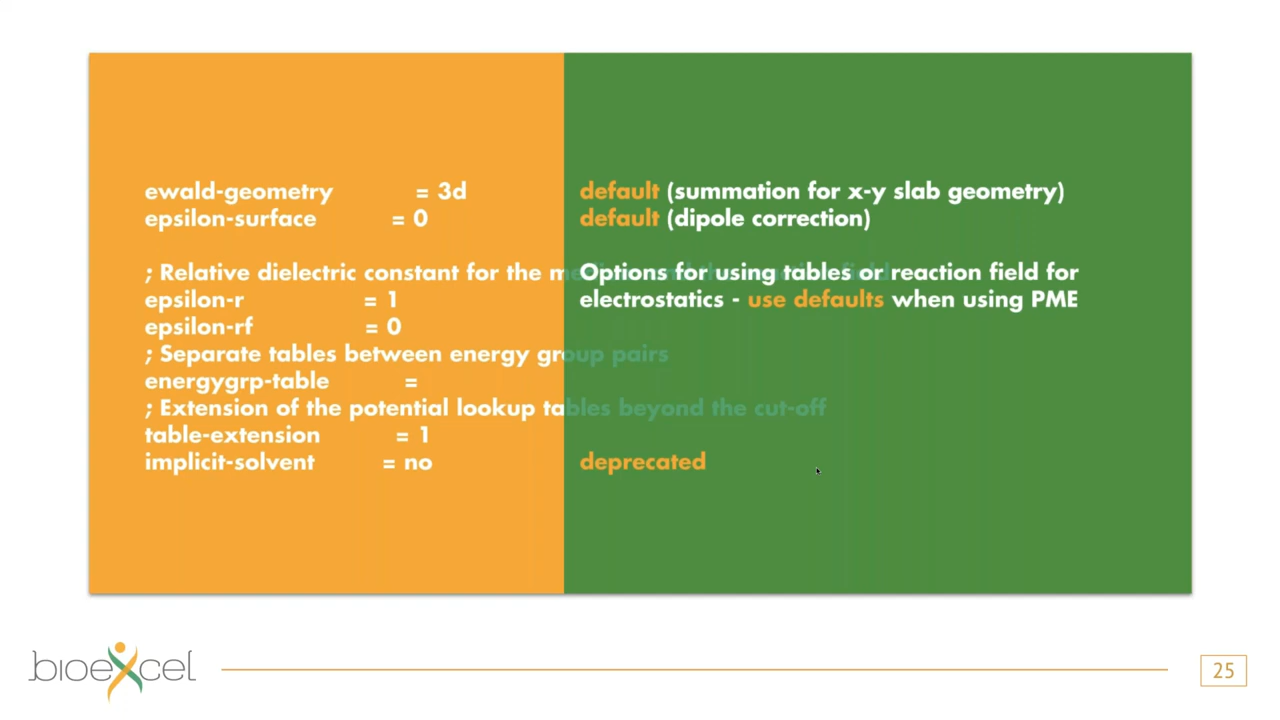 ewald-geometry = 3d default (summation for x-y slab geometry)
epsilon-surface = 0 default (dipole correction)
; Relative dielectric constant for the Options for using tables or reaction field for
epsilon-r = 1 electrostatics - use defaults when using PME
epsilon-rf = 0
; Separate tables between energy group pairs
energygrp-table =
; Extension of the potential lookup tables beyond the cut-off
table-extension = 1
implicit-solvent = no deprecated
bioexcel
25